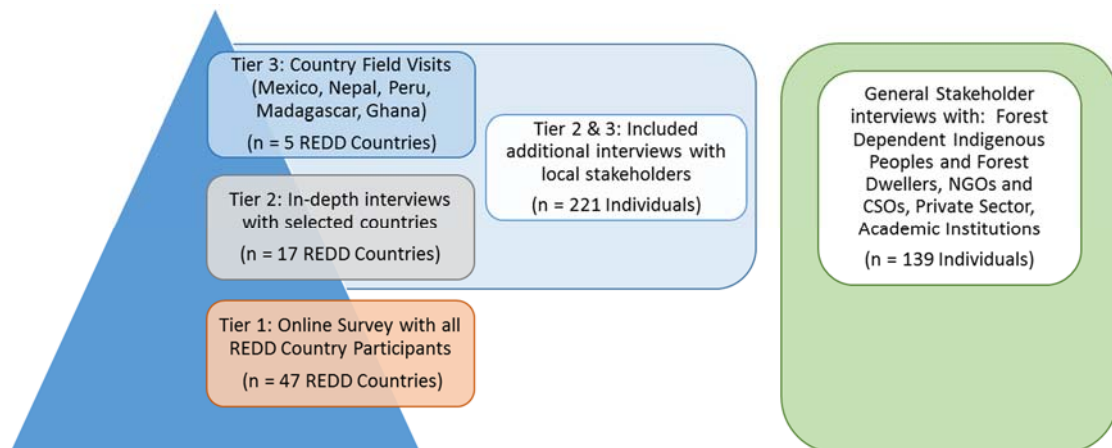 Tier 3: Country Field Visits
(Mexico, Nepal, Peru,
Madagascar, Ghana)
(n = 5 REDD Countries)
Tier 2: In-depth interviews
with selected countries
(n = 17 REDD Countries)
Tier 1: Online Survey with all
REDD Country Participants
(n = 47 REDD Countries)
Tier 2 & 3: Included
additional interviews with
local stakeholders
(n = 221 Individuals)
General Stakeholder
interviews with: Forest
Dependent Indigenous
Peoples and Forest
Dwellers, NGOs and
CSOs, Private Sector,
Academic Institutions
(n = 139 Individuals)